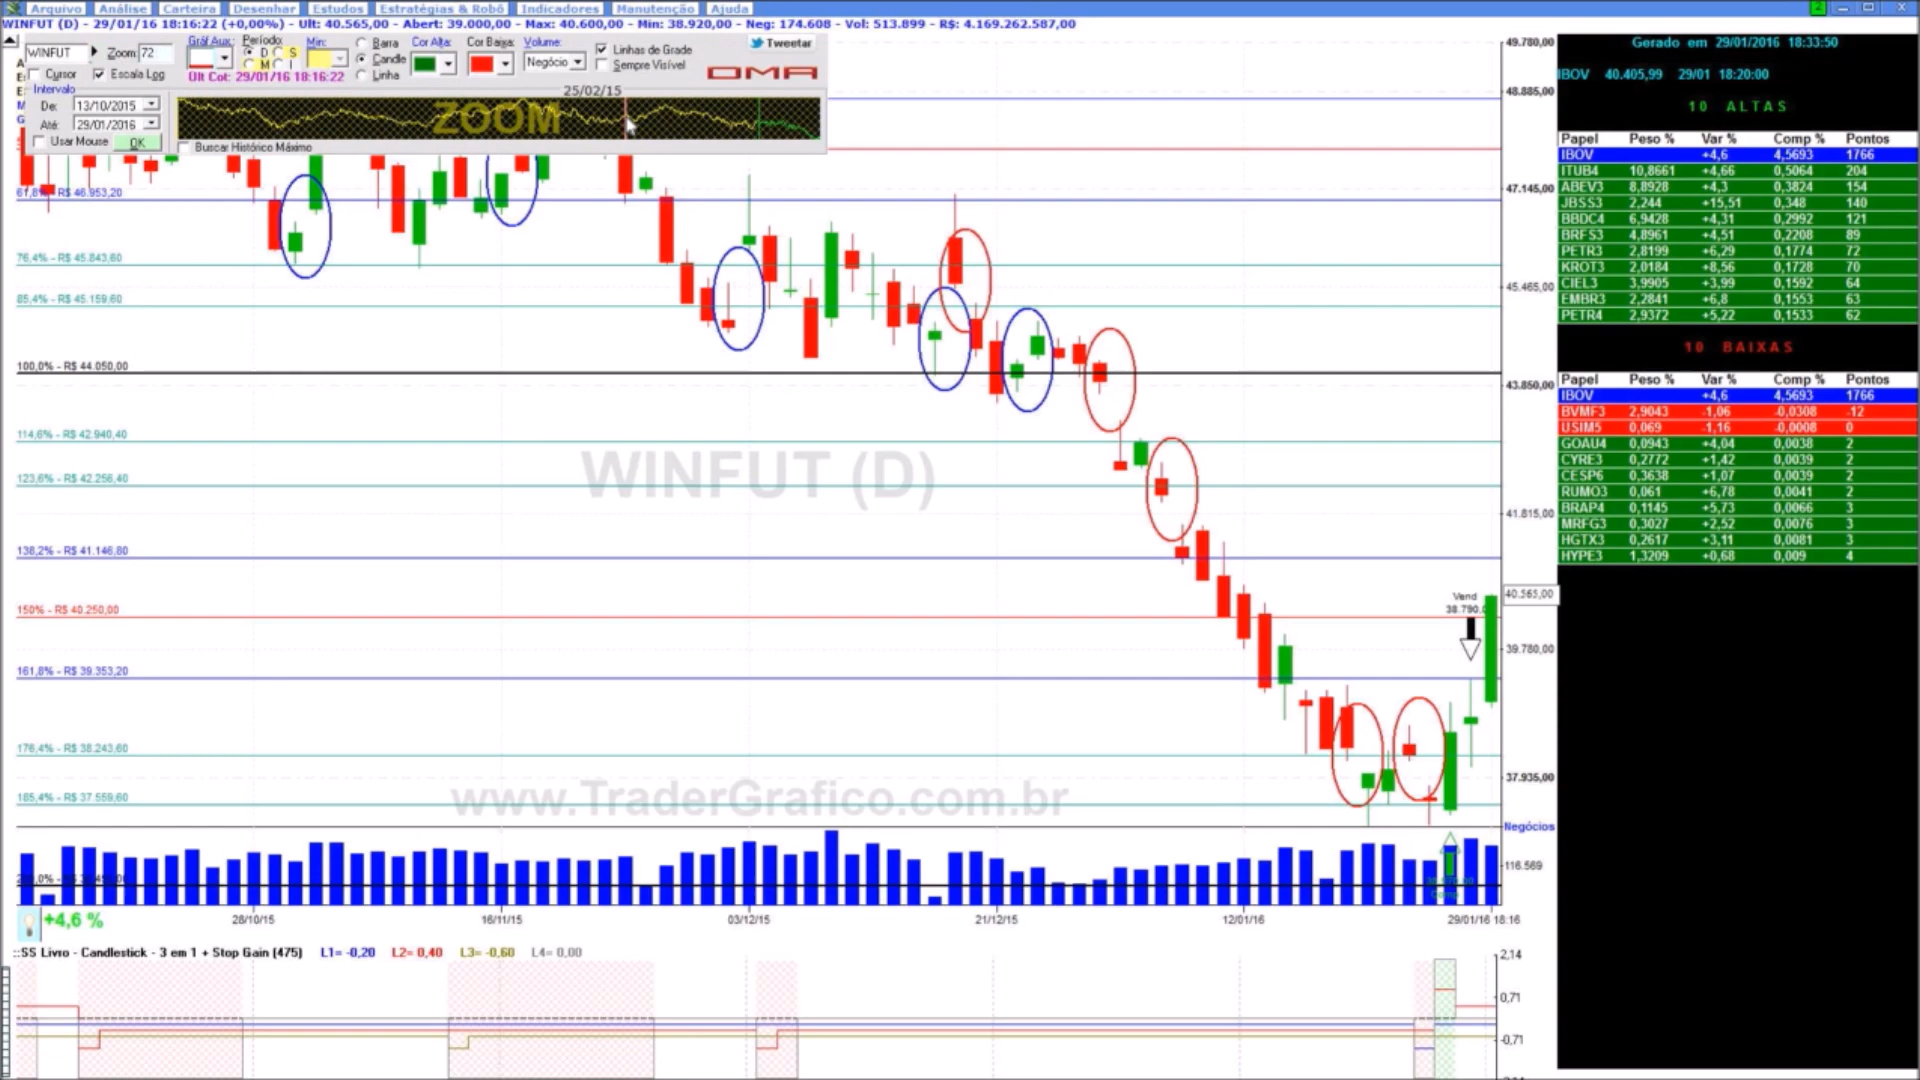 Arquivo Análise Carteira Desenhar Estudos Estratégias & Robô Indicadores Manutenção Ajuda
WINFUT (D) - 29/01/16 18:16:22 (+0,00%) - Ult: 40.565,00 - Abert: 39.000,00 - Max: 40.600,00 - Min: 38.920,00 - Neg: 174.608 - Vol: 513.899 - R$: 4.169.262.587,00
WINFUT Zoom: 72
Gráf Aux: Período: D S M I Min: Barra Candle Linha Cor Alta: Cor Baixa: Volume: Negócio
Linhas de Grade
Sempre Visível
Tweetar
OMA
Cursor Escala Log Últ Cot: 29/01/16 18:16:22
Intervalo
De: 13/10/2015
Até: 29/01/2016
Usar Mouse OK
25/02/15
ZOOM
Buscar Histórico Máximo
61,8% - R$ 46.953,20
76,4% - R$ 45.843,60
85,4% - R$ 45.159,60
100,0% - R$ 44.050,00
114,6% - R$ 42.940,40
123,6% - R$ 42.256,40
138,2% - R$ 41.146,80
150% - R$ 40.250,00
161,8% - R$ 39.353,20
176,4% - R$ 38.243,60
185,4% - R$ 37.559,60
WINFUT (D)
www.TraderGrafico.com.br
Vend
38.790,
49.780,00
48.885,00
47.145,00
45.465,00
43.850,00
41.815,00
40.565,00
39.780,00
37.935,00
Negócios
116.569
+4,6 %
28/10/15 16/11/15 03/12/15 21/12/15 12/01/16 29/01/16 18:16
::SS Livro - Candlestick - 3 em 1 + Stop Gain (475) L1= -0,20 L2= 0,40 L3= -0,60 L4= 0,00
2,14
0,71
-0,71
Gerado em 29/01/2016 18:33:50
IBOV 40.405,99 29/01 18:20:00
10 ALTAS
Papel Peso % Var % Comp % Pontos
IBOV +4,6 4,5693 1766
ITUB4 10,8661 +4,66 0,5064 204
ABEV3 8,8928 +4,3 0,3824 154
JBSS3 2,244 +15,51 0,348 140
BBDC4 6,9428 +4,31 0,2992 121
BRFS3 4,8961 +4,51 0,2208 89
PETR3 2,8199 +6,29 0,1774 72
KROT3 2,0184 +8,56 0,1728 70
CIEL3 3,9905 +3,99 0,1592 64
EMBR3 2,2841 +6,8 0,1553 63
PETR4 2,9372 +5,22 0,1533 62
10 BAIXAS
Papel Peso % Var % Comp % Pontos
IBOV +4,6 4,5693 1766
BVMF3 2,9043 -1,06 -0,0308 -12
USIM5 0,069 -1,16 -0,0008 0
GOAU4 0,0943 +4,04 0,0038 2
CYRE3 0,2772 +1,42 0,0039 2
CESP6 0,3638 +1,07 0,0039 2
RUMO3 0,061 +6,78 0,0041 2
BRAP4 0,1145 +5,73 0,0066 3
MRFG3 0,3027 +2,52 0,0076 3
HGTX3 0,2617 +3,11 0,0081 3
HYPE3 1,3209 +0,68 0,009 4